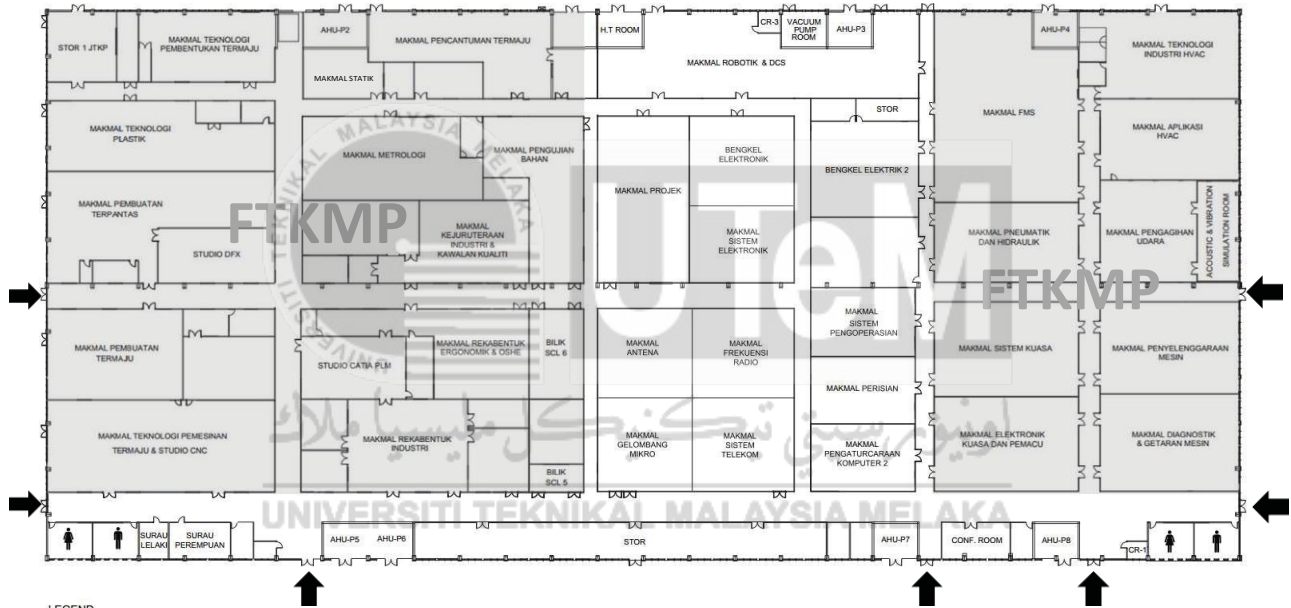 AHU-P2
H.T ROOM
CR-3
VACUUM
PUMP
ROOM
AHU-P3
AHU-P4
STOR 1 JTKP
MAKMAL TEKNOLOGI
PEMBENTUKAN TERMAJU
MAKMAL PENCANTUMAN TERMAJU
MAKMAL STATIK
MAKMAL ROBOTIK & DCS
MAKMAL TEKNOLOGI
INDUSTRI HVAC
MAKMAL FMS
STOR
MAKMAL TEKNOLOGI
PLASTIK
MAKMAL METROLOGI
MAKMAL PENGUJIAN
BAHAN
BENGKEL
ELEKTRONIK
MAKMAL APLIKASI
HVAC
MAKMAL PROJEK
BENGKEL ELEKTRIK 2
MAKMAL PEMBUATAN
TERPANTAS
FTKMP
STUDIO DFX
MAKMAL
KEJURUTERAAN
INDUSTRI &
KAWALAN KUALITI
MAKMAL
SISTEM
ELEKTRONIK
MAKMAL PNEUMATIK
DAN HIDRAULIK
MAKMAL PENGAGIHAN
UDARA
ACOUSTIC & VIBRATION
SIMULATION ROOM
FTKMP
UNIVERSITI TEKNIKAL MALAYSIA MELAKA
UTeM
MAKMAL PEMBUATAN
TERMAJU
STUDIO CATIA PLM
MAKMAL REKABENTUK
ERGONOMIK & OSHE
BILIK
SCL 6
MAKMAL
ANTENA
MAKMAL
FREKUENSI
RADIO
MAKMAL
SISTEM
PENGOPERASIAN
MAKMAL SISTEM KUASA
MAKMAL PENYELENGGARAAN
MESIN
MAKMAL PERISIAN
MAKMAL TEKNOLOGI PEMESINAN
TERMAJU & STUDIO CNC
MAKMAL REKABENTUK
INDUSTRI
BILIK
SCL 5
MAKMAL
GELOMBANG
MIKRO
MAKMAL
SISTEM
TELEKOM
MAKMAL
PENGATURCARAAN
KOMPUTER 2
MAKMAL ELEKTRONIK
KUASA DAN PEMACU
MAKMAL DIAGNOSTIK
& GETARAN MESIN
اونيۏرسيتي تيکنيکل مليسيا ملاك
UNIVERSITI TEKNIKAL MALAYSIA MELAKA
SURAU
LELAKI
SURAU
PEREMPUAN
AHU-P5
AHU-P6
STOR
AHU-P7
CONF. ROOM
AHU-P8
CR-1
LEGEND